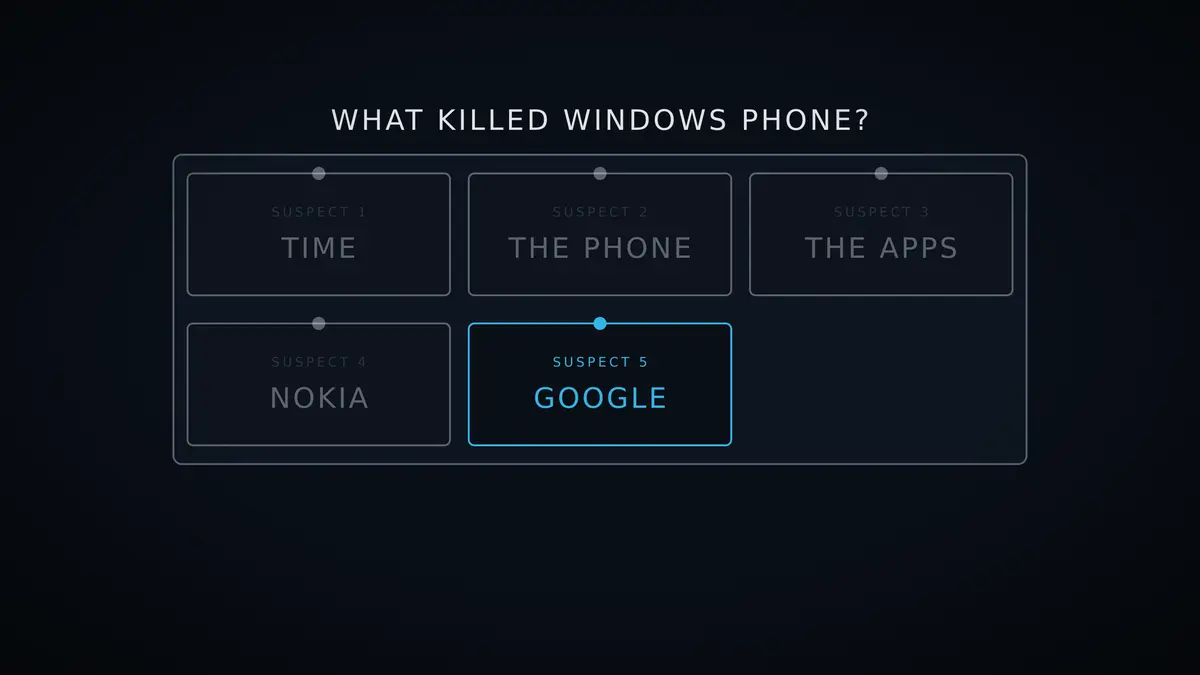 WHAT KILLED WINDOWS PHONE?
SUSPECT 1
TIME
SUSPECT 2
THE PHONE
SUSPECT 3
THE APPS
SUSPECT 4
NOKIA
SUSPECT 5
GOOGLE